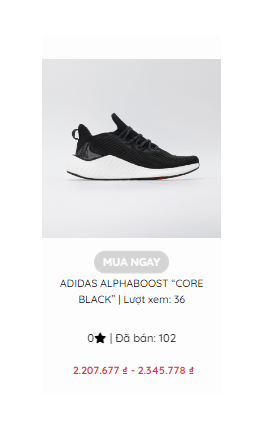 MUA NGAY
ADIDAS ALPHABOOST “CORE
BLACK” | Lượt xem: 36
0★ | Đã bán: 102
2.207.677 ₫ - 2.345.778 ₫